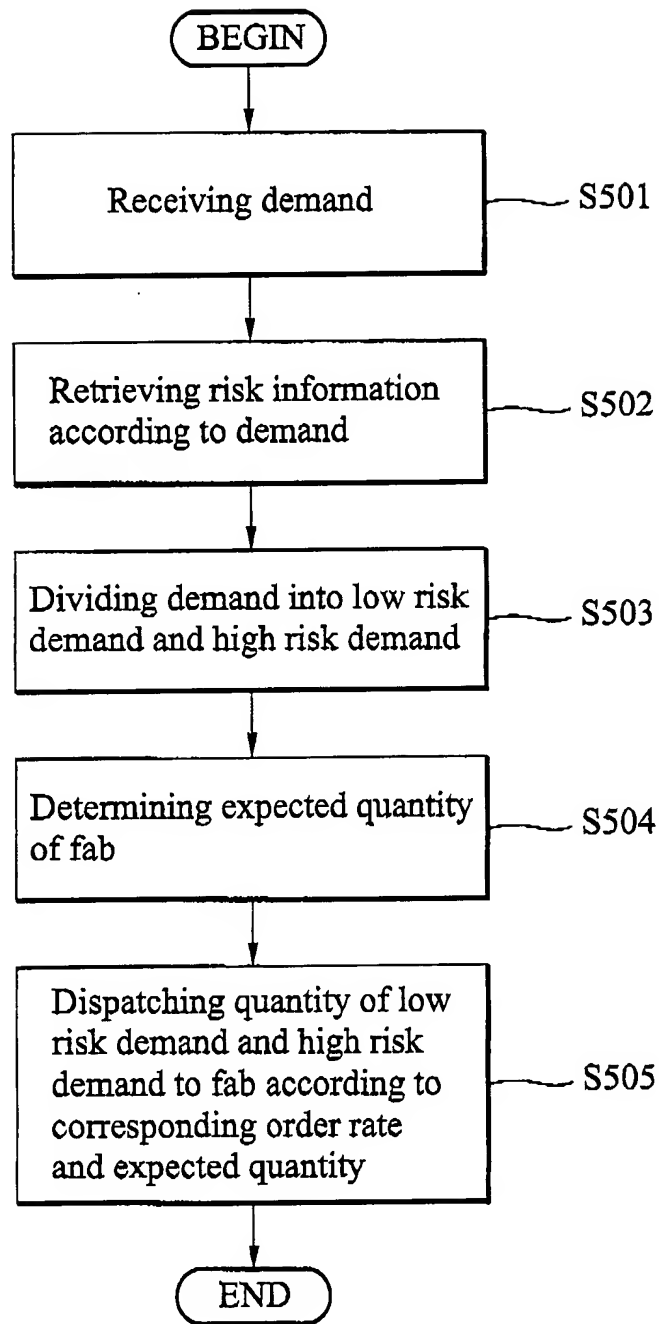 BEGIN
Receiving demand
S501
Retrieving risk information
according to demand
S502
Dividing demand into low risk
demand and high risk demand
S503
Determining expected quantity
of fab
S504
Dispatching quantity of low
risk demand and high risk
demand to fab according to
corresponding order rate
and expected quantity
S505
END